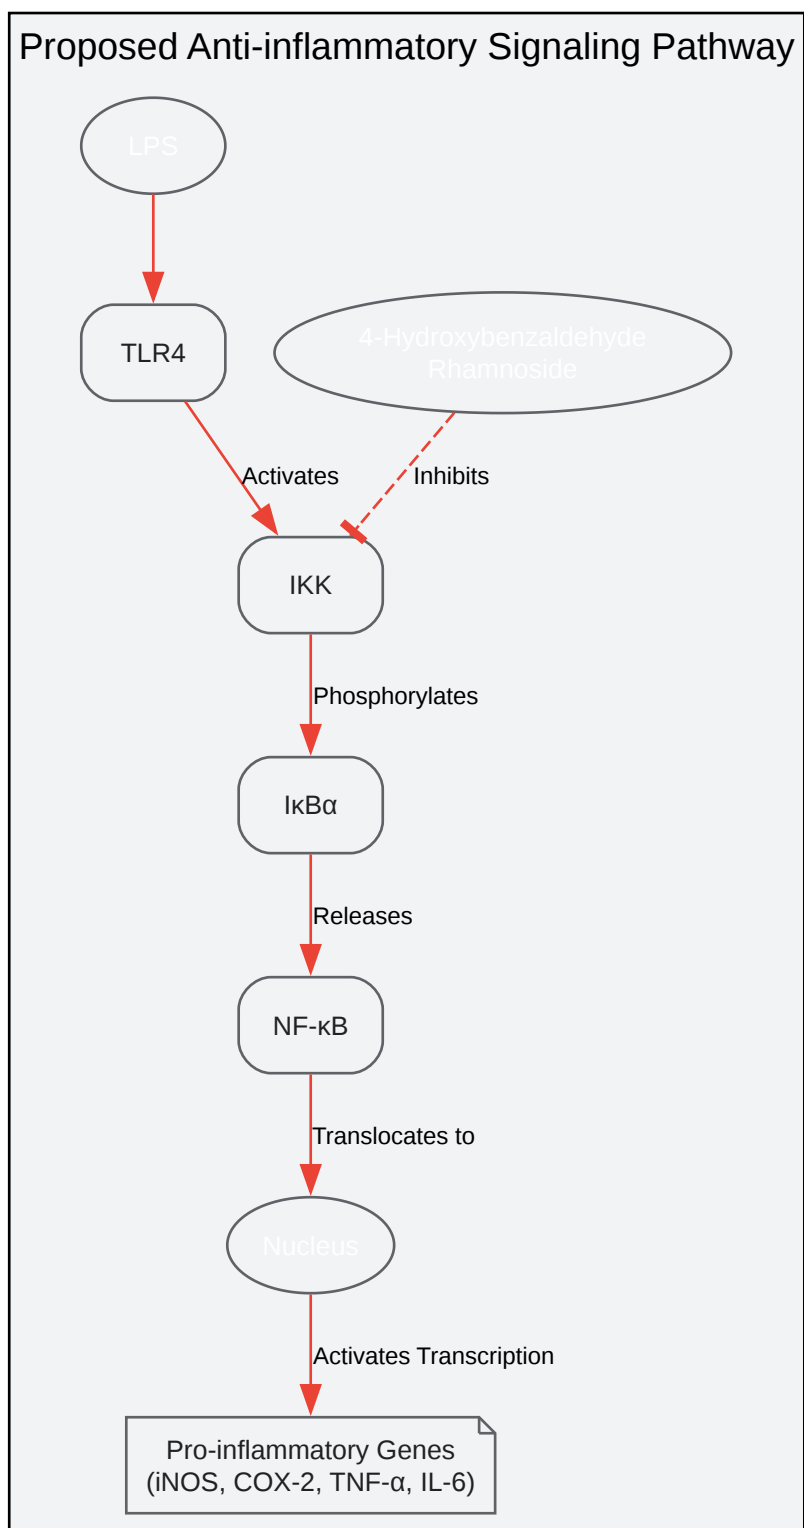 Proposed Anti-inflammatory Signaling Pathway
LPS
TLR4
4-Hydroxybenzaldehyde
Rhamnoside
Activates
Inhibits
IKK
Phosphorylates
IκBα
Releases
NF-κB
Translocates to
Nucleus
Activates Transcription
Pro-inflammatory Genes
(iNOS, COX-2, TNF-α, IL-6)